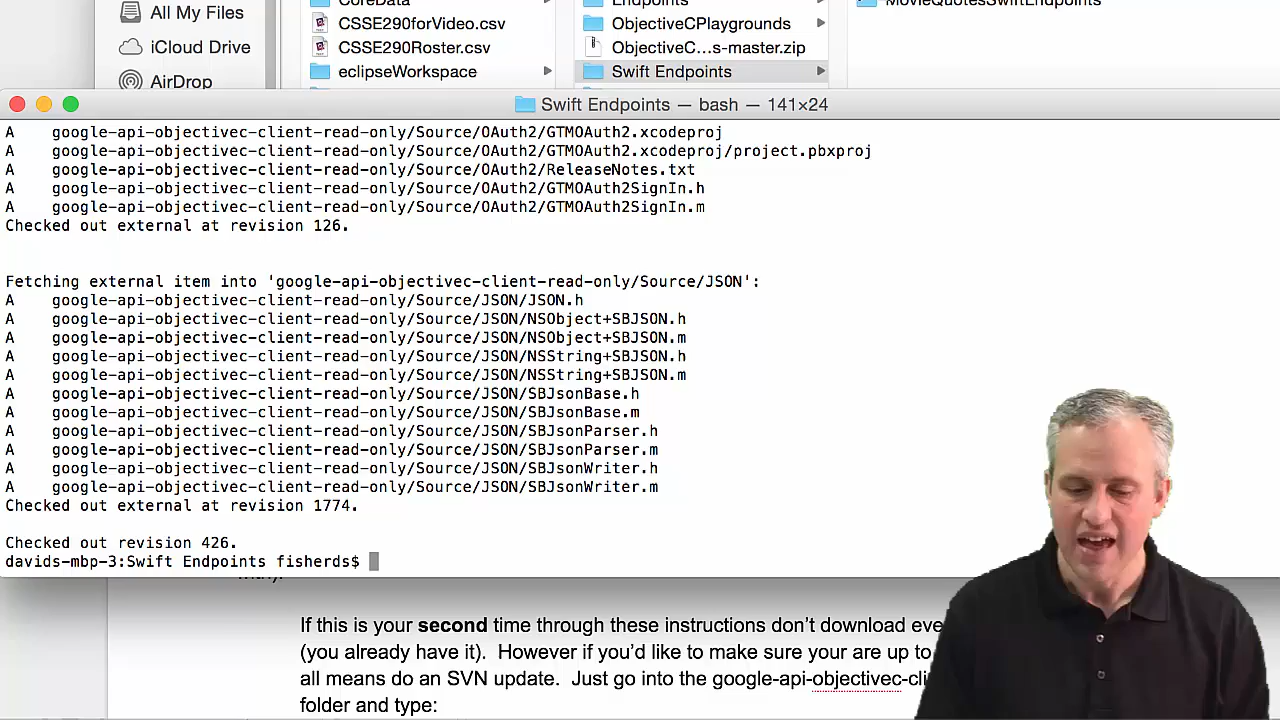 All My Files
iCloud Drive
AirDrop
CoreData
CSSE290forVideo.csv
CSSE290Roster.csv
eclipseWorkspace
Endpoints
ObjectiveCPlaygrounds
ObjectiveC...s-master.zip
Swift Endpoints
MovieQuotesSwiftEndpoints
Swift Endpoints — bash — 141×24
A google-api-objectivec-client-read-only/Source/OAuth2/GTMOAuth2.xcodeproj
A google-api-objectivec-client-read-only/Source/OAuth2/GTMOAuth2.xcodeproj/project.pbxproj
A google-api-objectivec-client-read-only/Source/OAuth2/ReleaseNotes.txt
A google-api-objectivec-client-read-only/Source/OAuth2/GTMOAuth2SignIn.h
A google-api-objectivec-client-read-only/Source/OAuth2/GTMOAuth2SignIn.m
Checked out external at revision 126.
Fetching external item into 'google-api-objectivec-client-read-only/Source/JSON':
A google-api-objectivec-client-read-only/Source/JSON/JSON.h
A google-api-objectivec-client-read-only/Source/JSON/NSObject+SBJSON.h
A google-api-objectivec-client-read-only/Source/JSON/NSObject+SBJSON.m
A google-api-objectivec-client-read-only/Source/JSON/NSString+SBJSON.h
A google-api-objectivec-client-read-only/Source/JSON/NSString+SBJSON.m
A google-api-objectivec-client-read-only/Source/JSON/SBJsonBase.h
A google-api-objectivec-client-read-only/Source/JSON/SBJsonBase.m
A google-api-objectivec-client-read-only/Source/JSON/SBJsonParser.h
A google-api-objectivec-client-read-only/Source/JSON/SBJsonParser.m
A google-api-objectivec-client-read-only/Source/JSON/SBJsonWriter.h
A google-api-objectivec-client-read-only/Source/JSON/SBJsonWriter.m
Checked out external at revision 1774.
Checked out revision 426.
davids-mbp-3:Swift Endpoints fisherds$
If this is your second time through these instructions don't download eve
(you already have it). However if you'd like to make sure your are up to
all means do an SVN update. Just go into the google-api-objectivec-cli
folder and type: